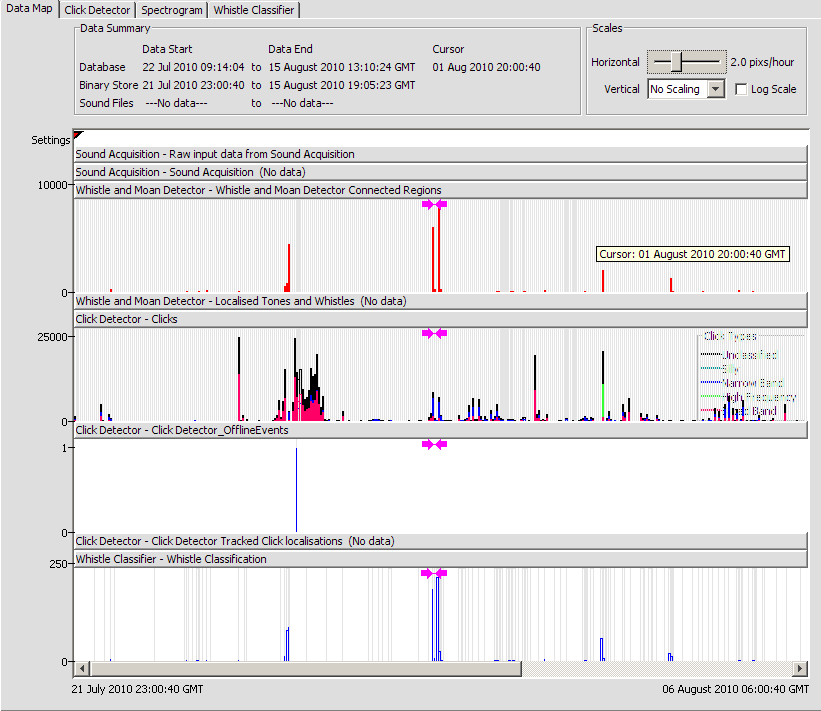 Data Map Click Detector Spectrogram Whistle Classifier
Data Summary
Data Start Data End Cursor
Database 22 Jul 2010 09:14:04 to 15 August 2010 13:10:24 GMT 01 Aug 2010 20:00:40
Binary Store 21 Jul 2010 23:00:40 to 15 August 2010 19:05:23 GMT
Sound Files ---No data--- to ---No data---
Scales
Horizontal 2.0 pixs/hour
Vertical No Scaling Log Scale
Settings
Sound Acquisition - Raw input data from Sound Acquisition
Sound Acquisition - Sound Acquisition (No data)
10000
Whistle and Moan Detector - Whistle and Moan Detector Connected Regions
Cursor: 01 August 2010 20:00:40 GMT
0
Whistle and Moan Detector - Localised Tones and Whistles (No data)
Click Detector - Clicks
25000
Click Types
Unclassified
Narrow Band
High Frequency
Band
0
Click Detector - Click Detector_OfflineEvents
1
0
Click Detector - Click Detector Tracked Click localisations (No data)
Whistle Classifier - Whistle Classification
250
0
21 July 2010 23:00:40 GMT 06 August 2010 06:00:40 GMT